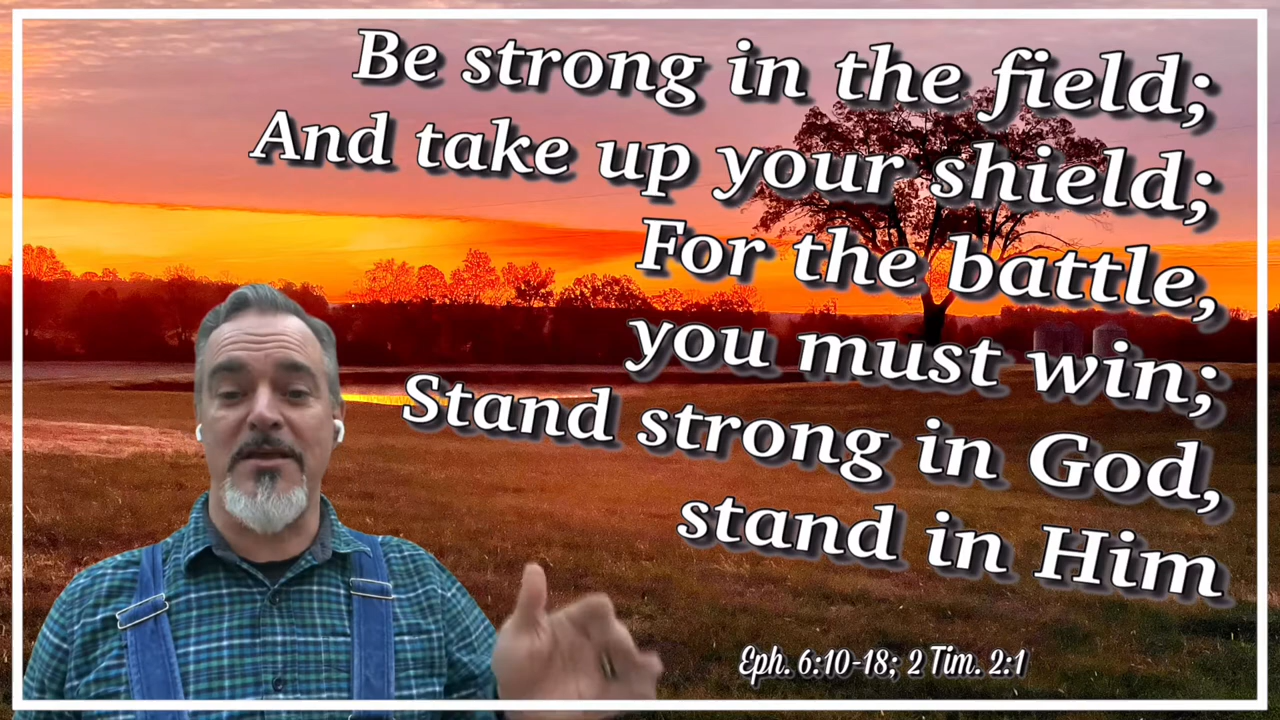 Be strong in the field;
And take up your shield;
For the battle,
you must win;
Stand strong in God,
stand in Him
Eph. 6:10-18; 2 Tim. 2:1